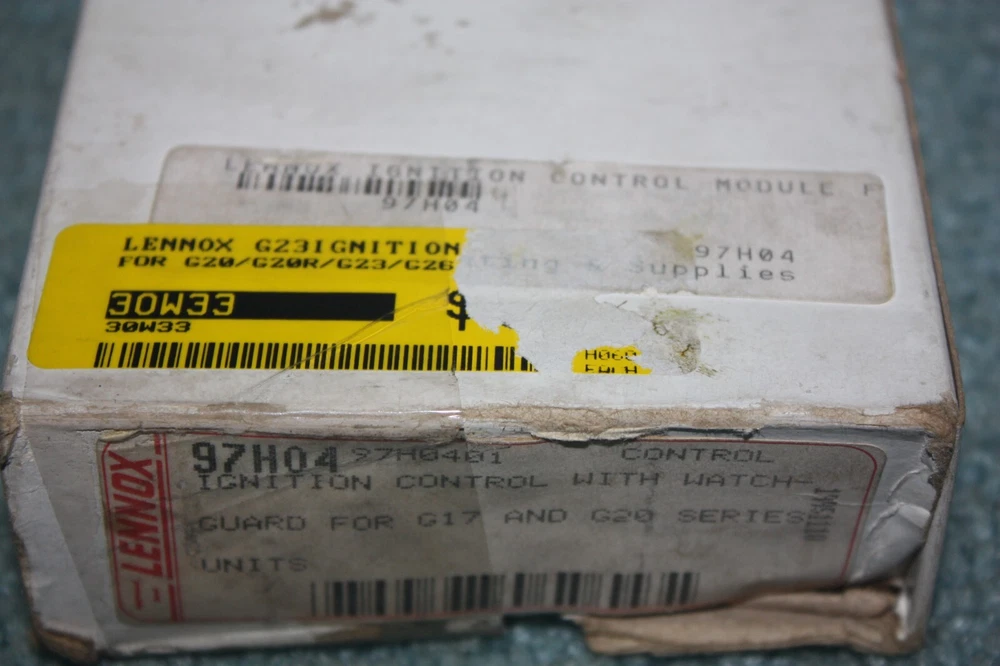 LENNOX IGNITION CONTROL MODULE F
97H04
97H04
Supplies
LENNOX G23IGNITION
FOR G20/G20R/G23/G26
30W33
$
30W33
LENNOX
97H04 97H0401 CONTROL
IGNITION CONTROL WITH WATCH-
GUARD FOR G17 AND G20 SERIES
UNITS